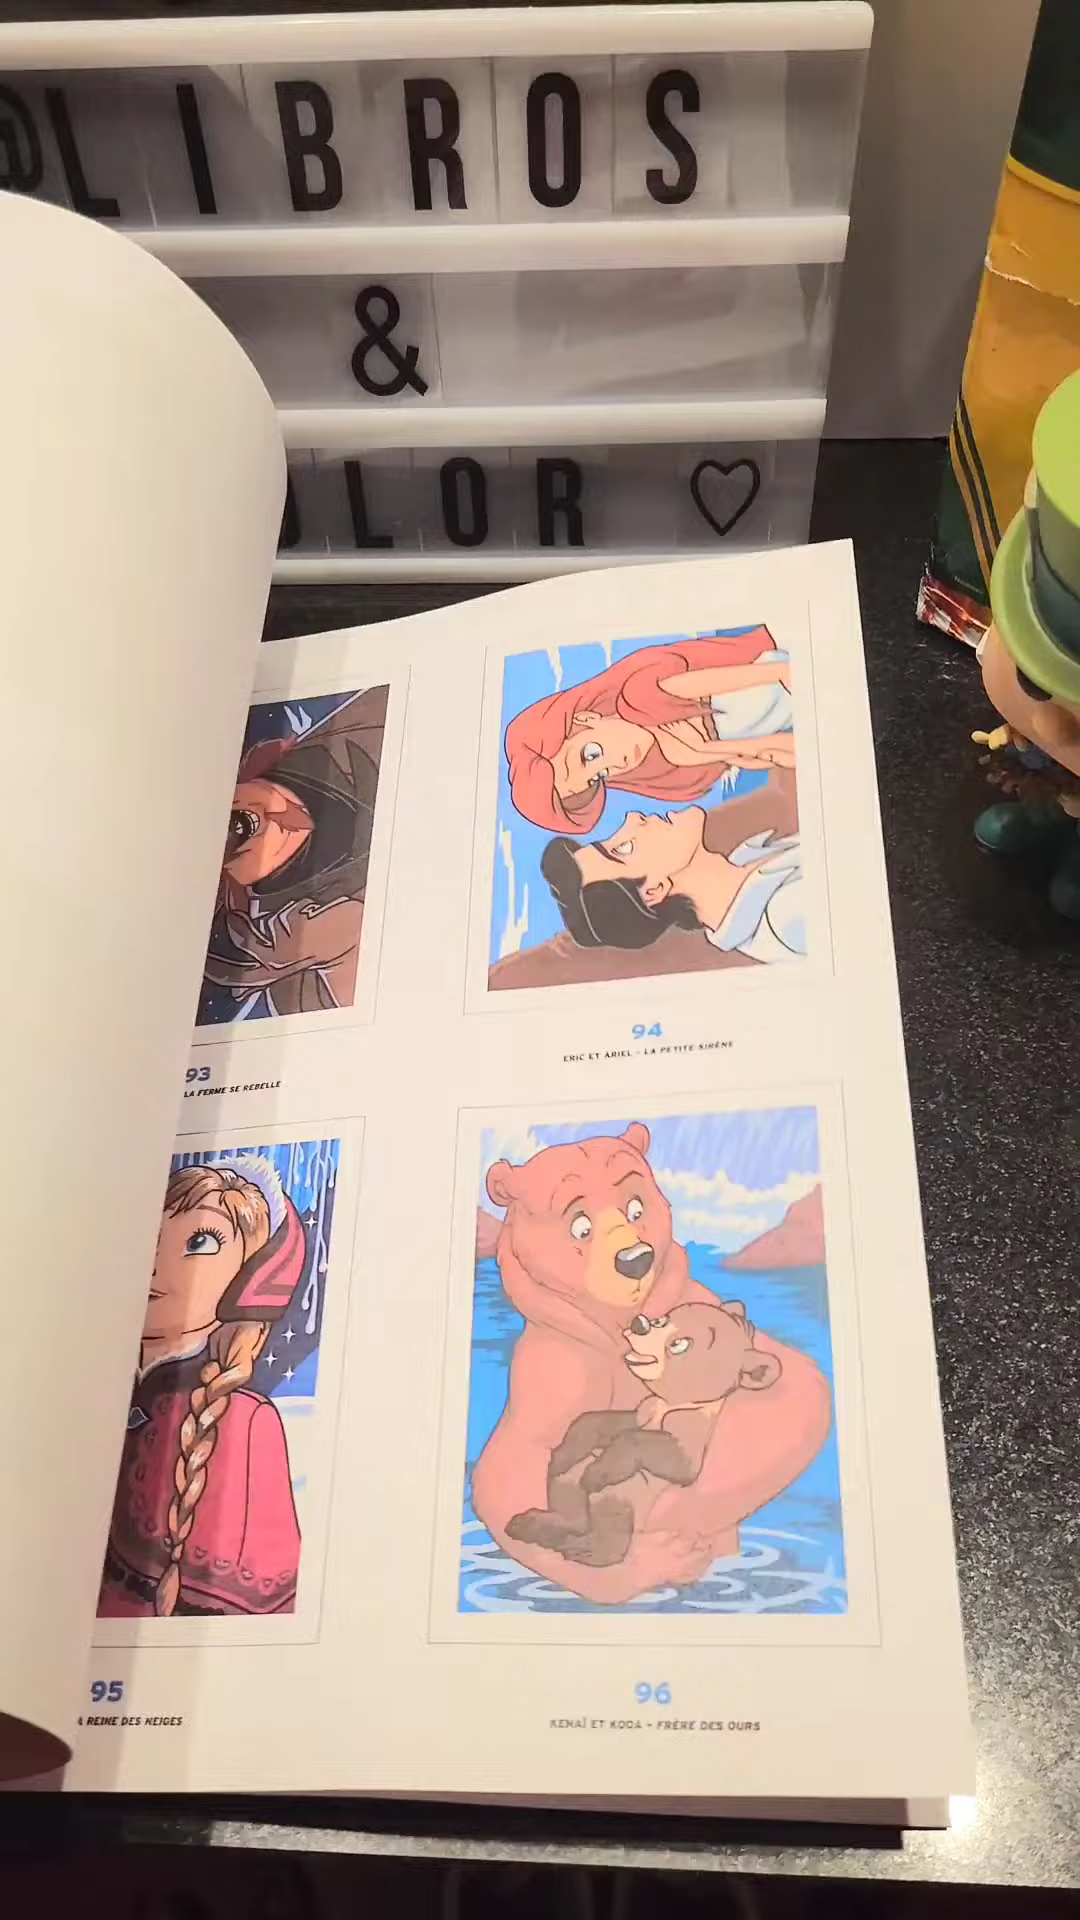 @LIBROS
&
OLOR ♡
93
LA FERME SE REBELLE
94
ERIC ET ARIEL - LA PETITE SIRÈNE
95
REINE DES NEIGES
96
KENAÏ ET KODA - FRÈRE DES OURS